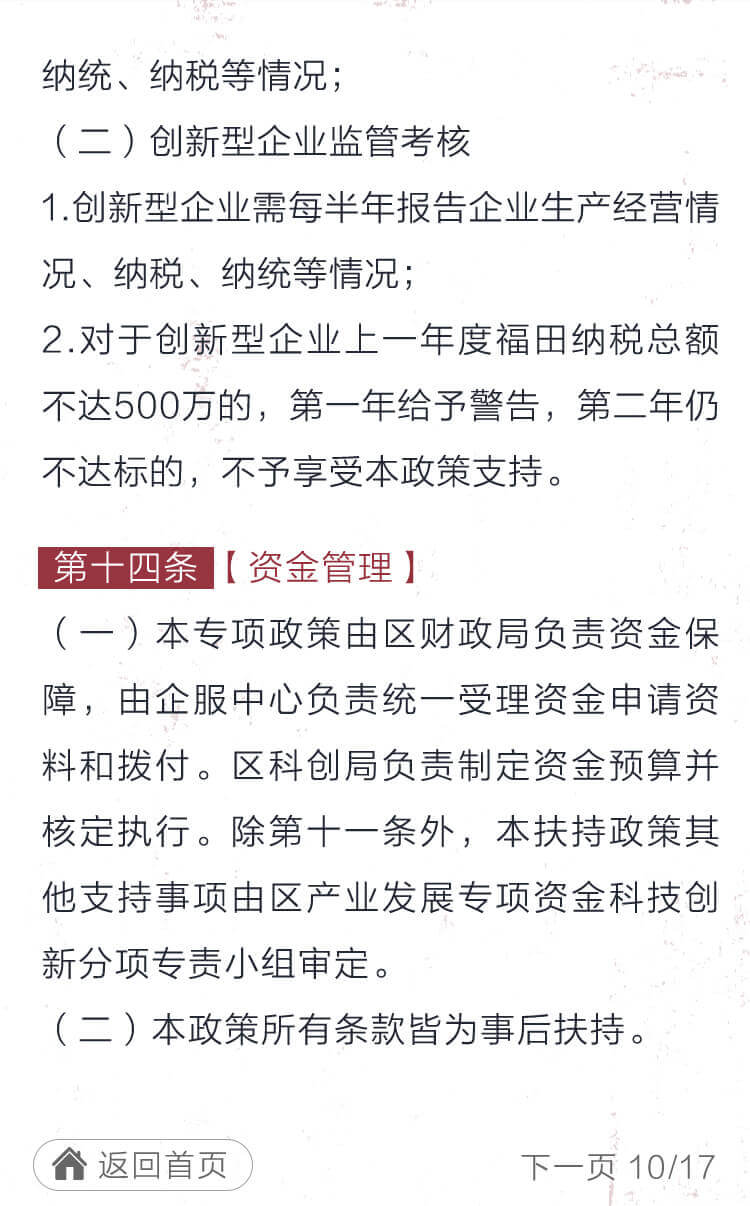 纳统、纳税等情况；
（二）创新型企业监管考核
1.创新型企业需每半年报告企业生产经营情
况、纳税、纳统等情况；
2.对于创新型企业上一年度福田纳税总额
不达500万的，第一年给予警告，第二年仍
不达标的，不予享受本政策支持。
第十四条【资金管理】
（一）本专项政策由区财政局负责资金保
障，由企服中心负责统一受理资金申请资
料和拨付。区科创局负责制定资金预算并
核定执行。除第十一条外，本扶持政策其
他支持事项由区产业发展专项资金科技创
新分项专责小组审定。
（二）本政策所有条款皆为事后扶持。
返回首页
下一页 10/17